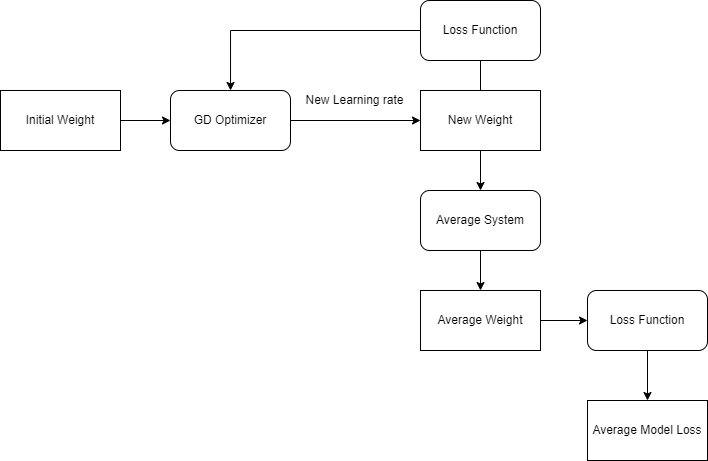 Loss Function
New Learning rate
Initial Weight
GD Optimizer
New Weight
Average System
Average Weight
Loss Function
Average Model Loss